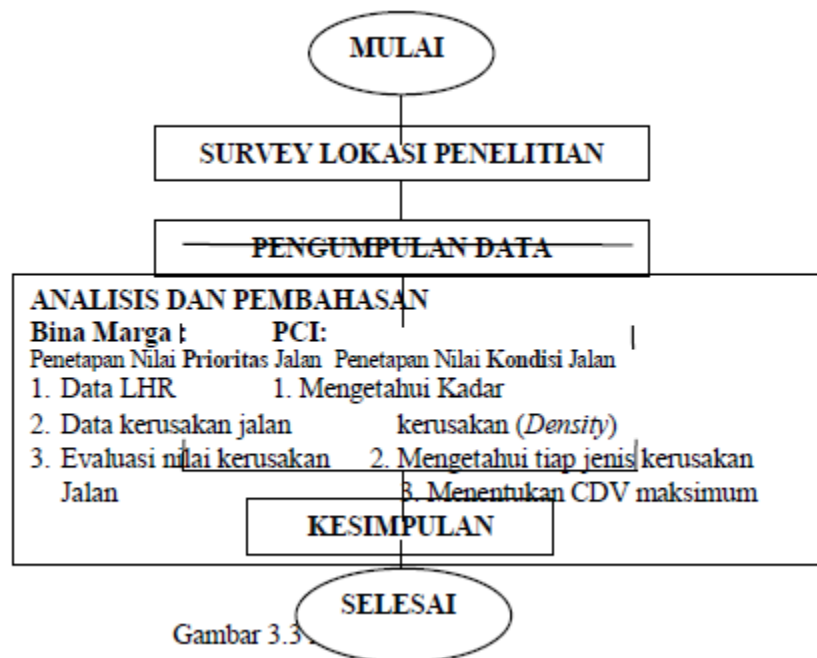 MULAI
SURVEY LOKASI PENELITIAN
PENGUMPULAN DATA
ANALISIS DAN PEMBAHASAN
Bina Marga : PCI:
Penetapan Nilai Prioritas Jalan Penetapan Nilai Kondisi Jalan
1. Data LHR 1. Mengetahui Kadar
2. Data kerusakan jalan kerusakan (Density)
3. Evaluasi nilai kerusakan 2. Mengetahui tiap jenis kerusakan
Jalan 3. Menentukan CDV maksimum
KESIMPULAN
SELESAI
Gambar 3.3